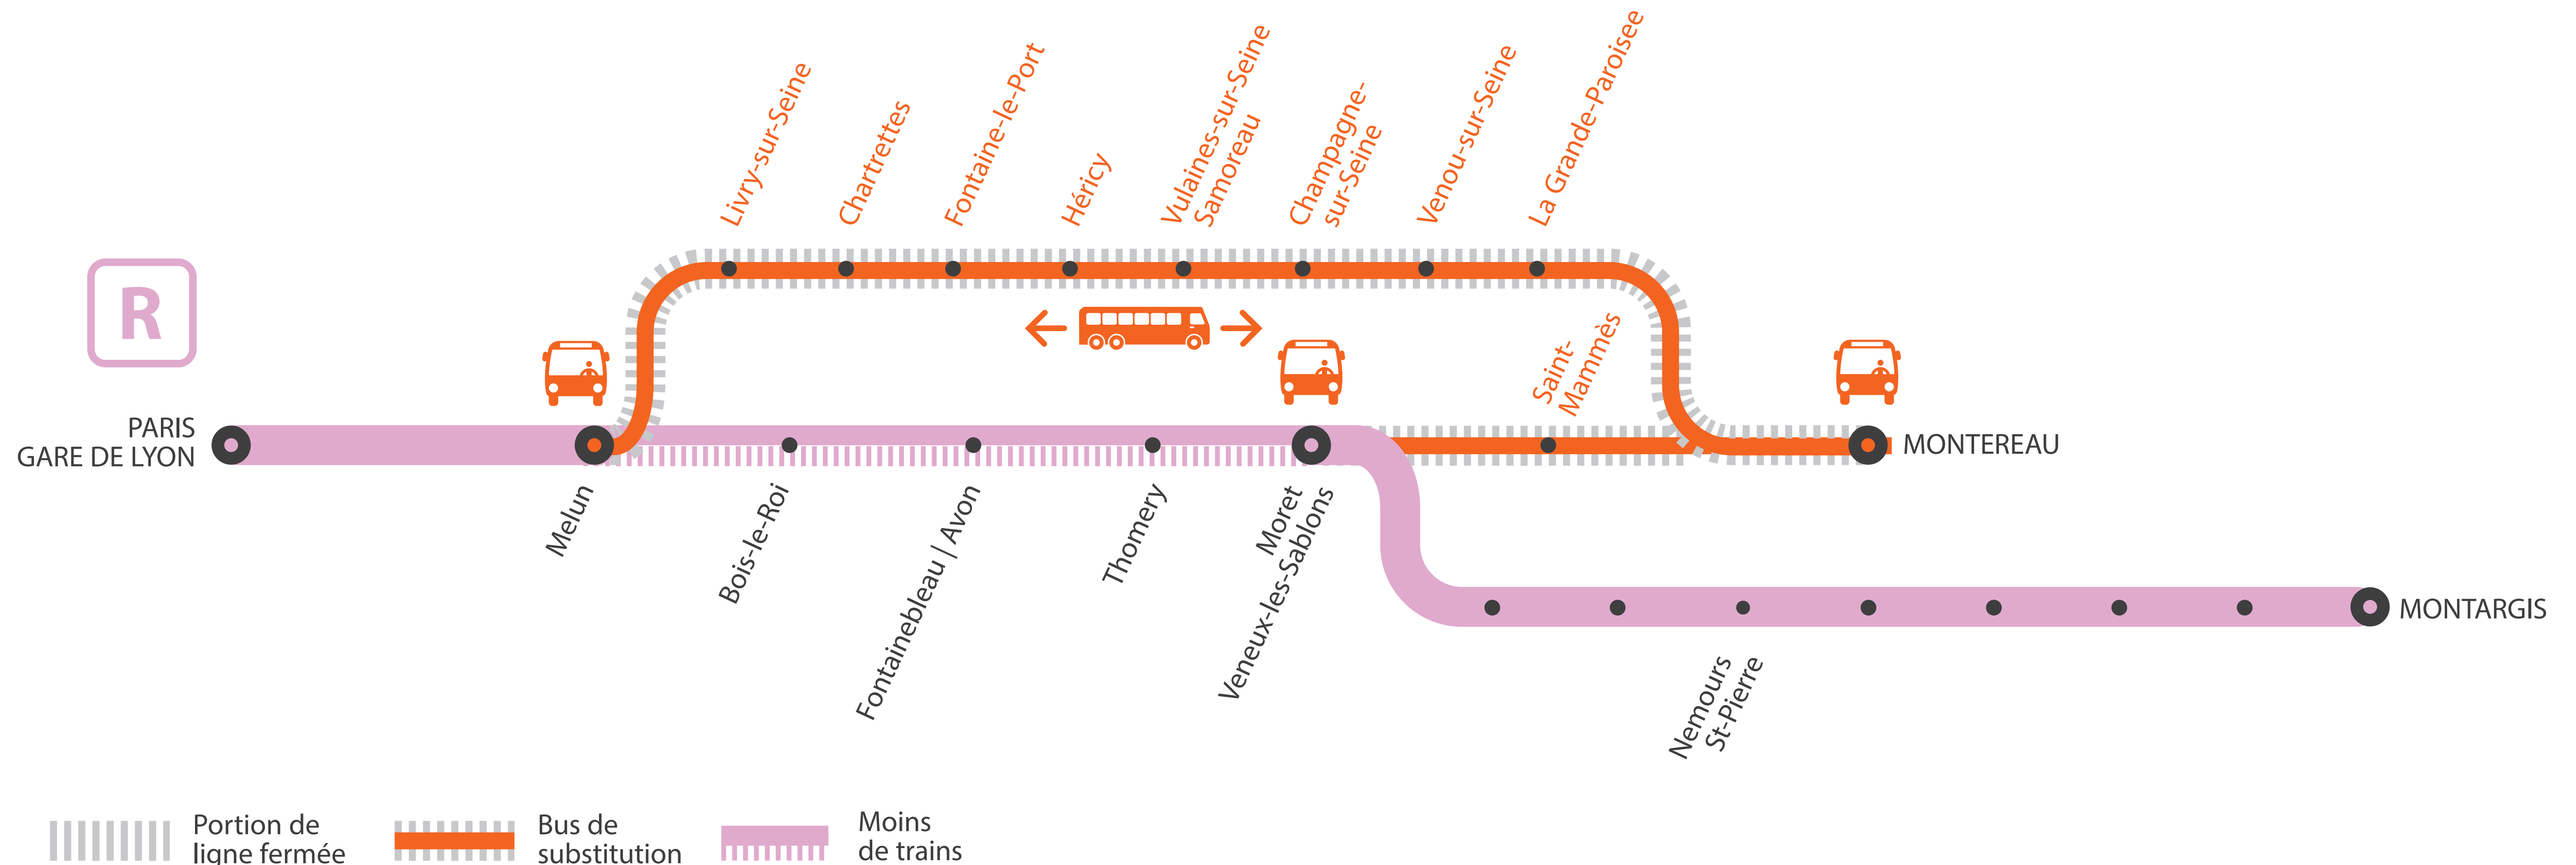 Livry-sur-Seine
Chartrettes
Fontaine-le-Port
Héricy
Vulaines-sur-Seine
Samoreau
Champagne-
sur-Seine
Venou-sur-Seine
La Grande-Paroisee
R
Saint-
Mammès
PARIS
GARE DE LYON
MONTEREAU
Melun
Bois-le-Roi
Fontainebleau | Avon
Thomery
Moret
Veneux-les-Sablons
MONTARGIS
Nemours
St-Pierre
Portion de
ligne fermée
Bus de
substitution
Moins
de trains